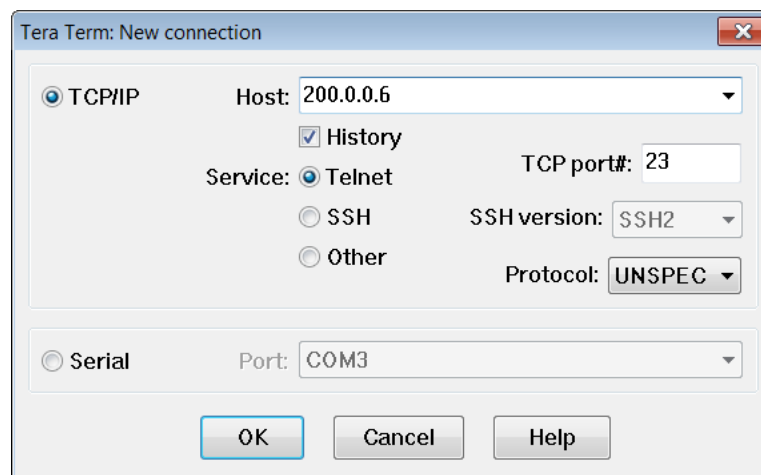 Tera Term: New connection
TCP/IP Host: 200.0.0.6
History
Service: Telnet TCP port#: 23
SSH SSH version: SSH2
Other Protocol: UNSPEC
Serial Port: COM3
OK Cancel Help